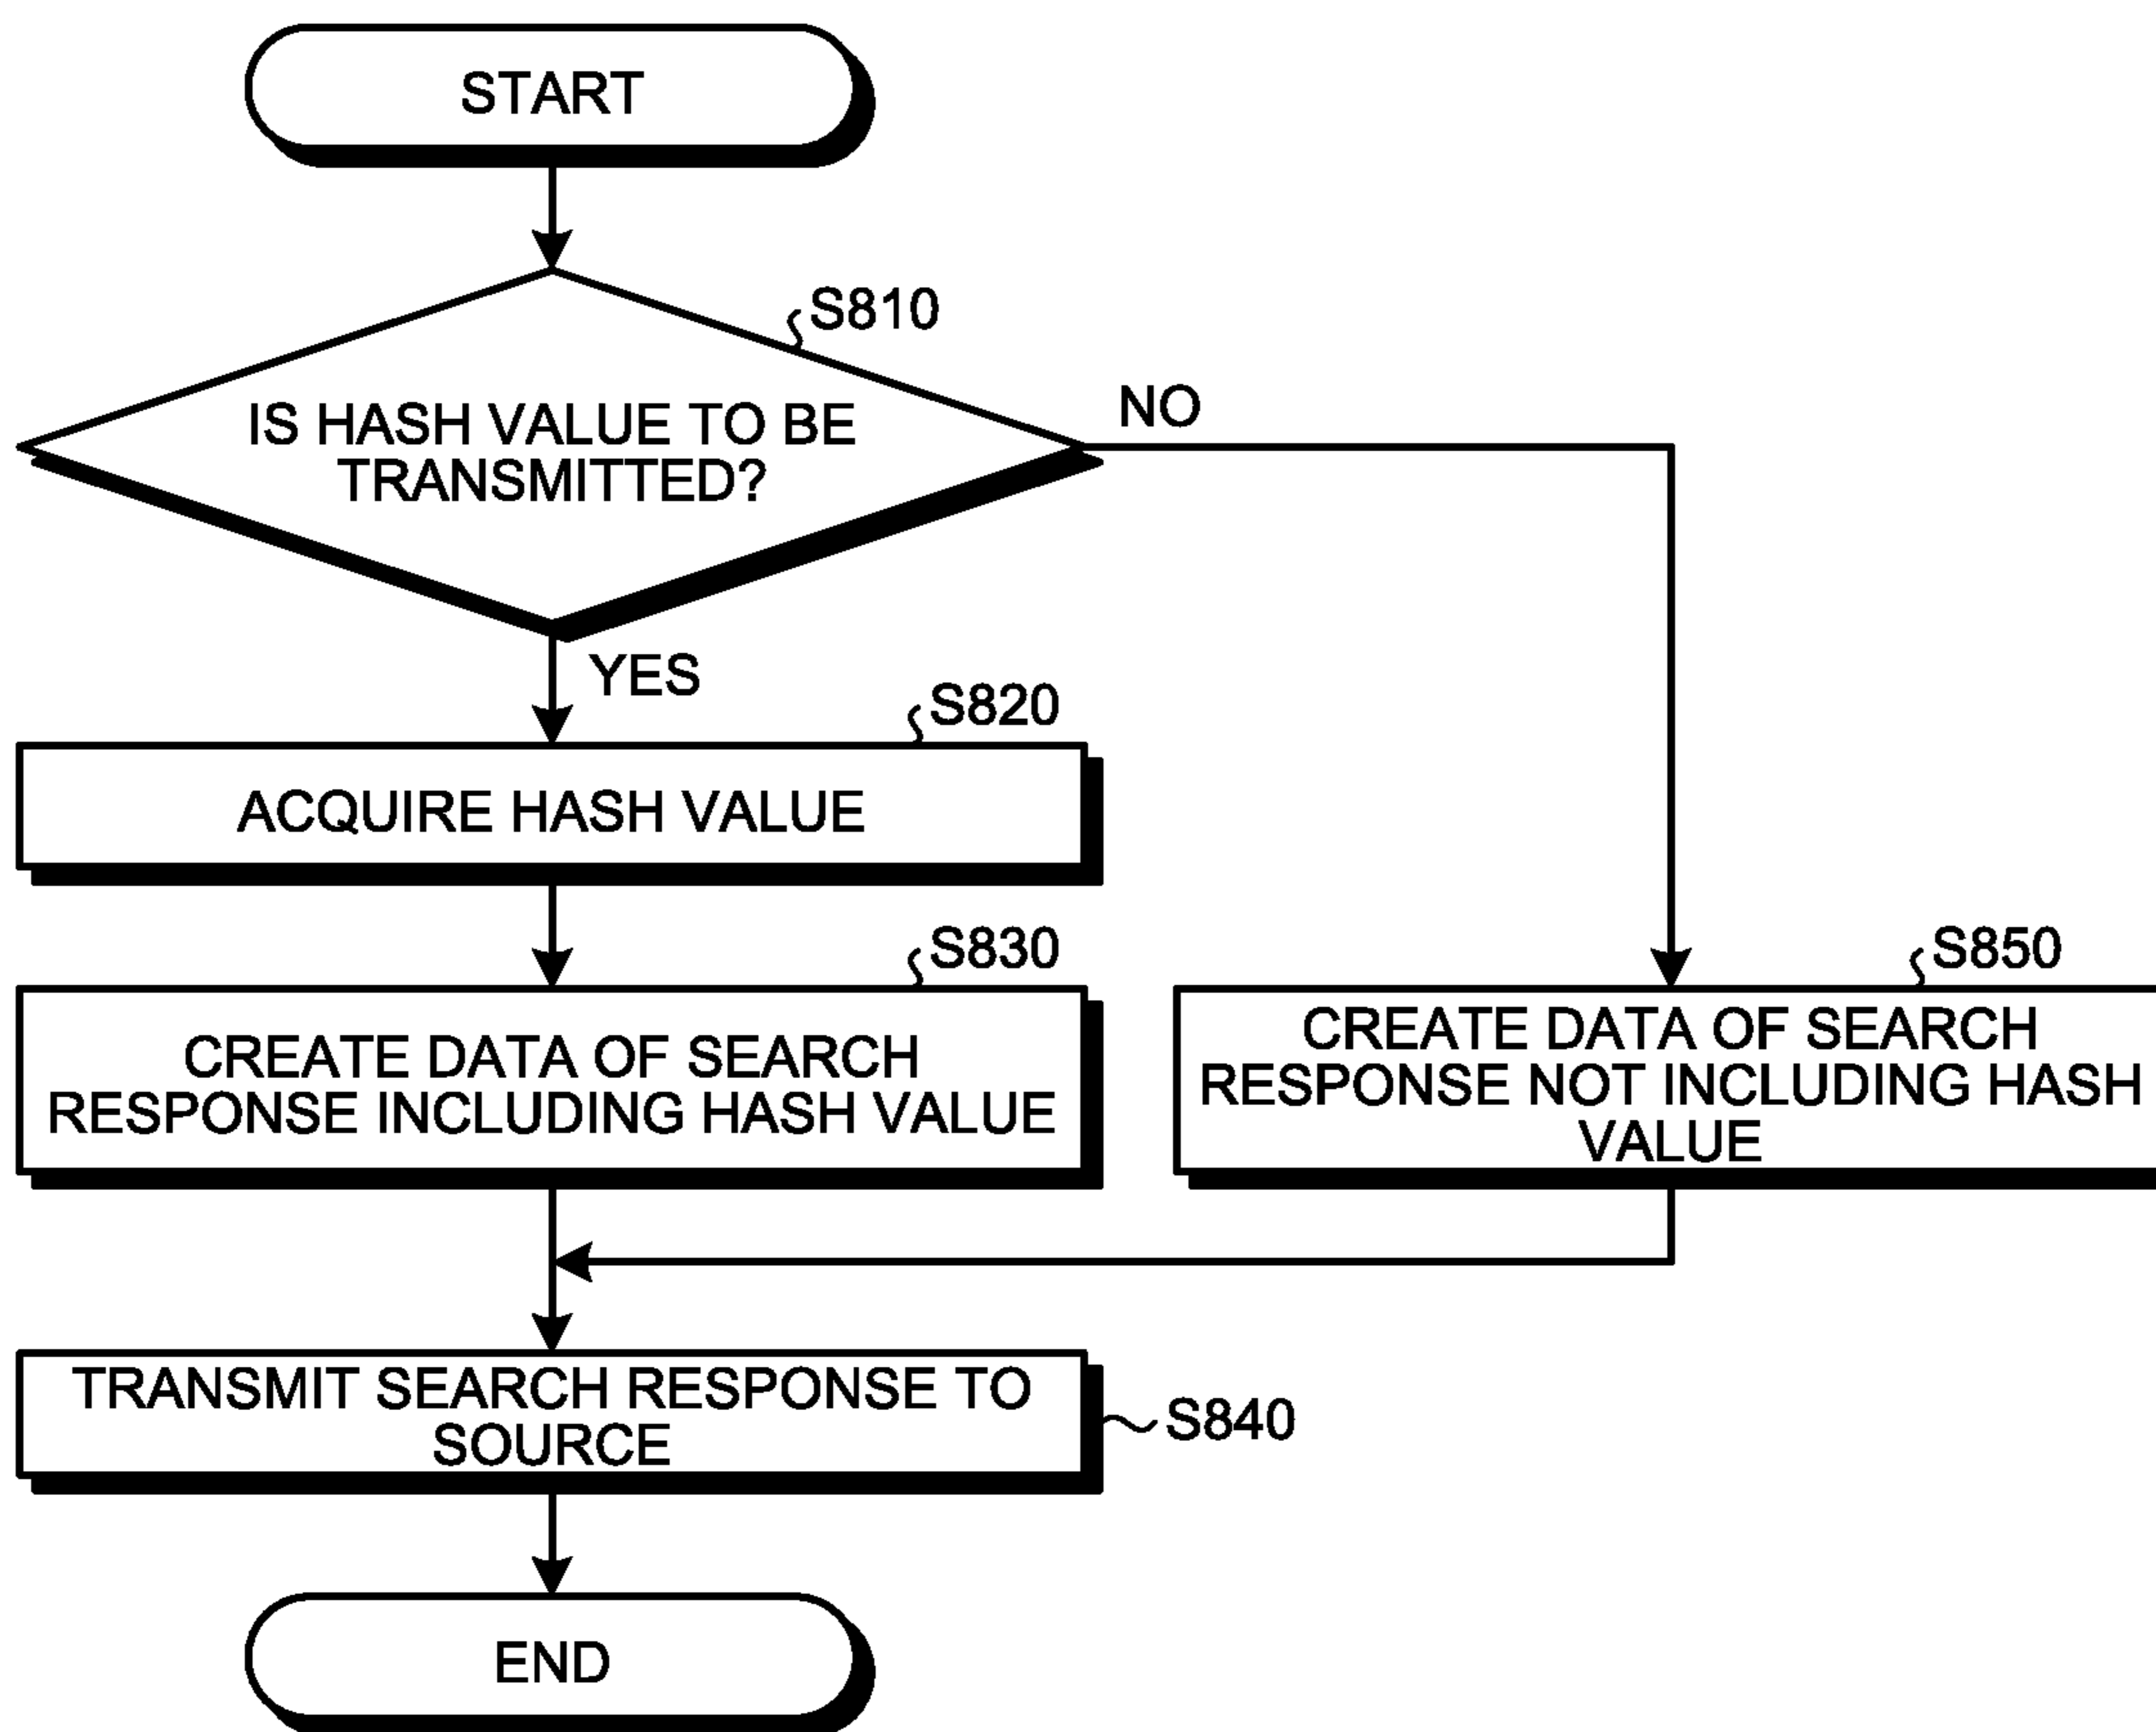 START
S810
IS HASH VALUE TO BE
TRANSMITTED?
NO
YES
S820
ACQUIRE HASH VALUE
S830
CREATE DATA OF SEARCH
RESPONSE INCLUDING HASH VALUE
S850
CREATE DATA OF SEARCH
RESPONSE NOT INCLUDING HASH
VALUE
TRANSMIT SEARCH RESPONSE TO
SOURCE
S840
END